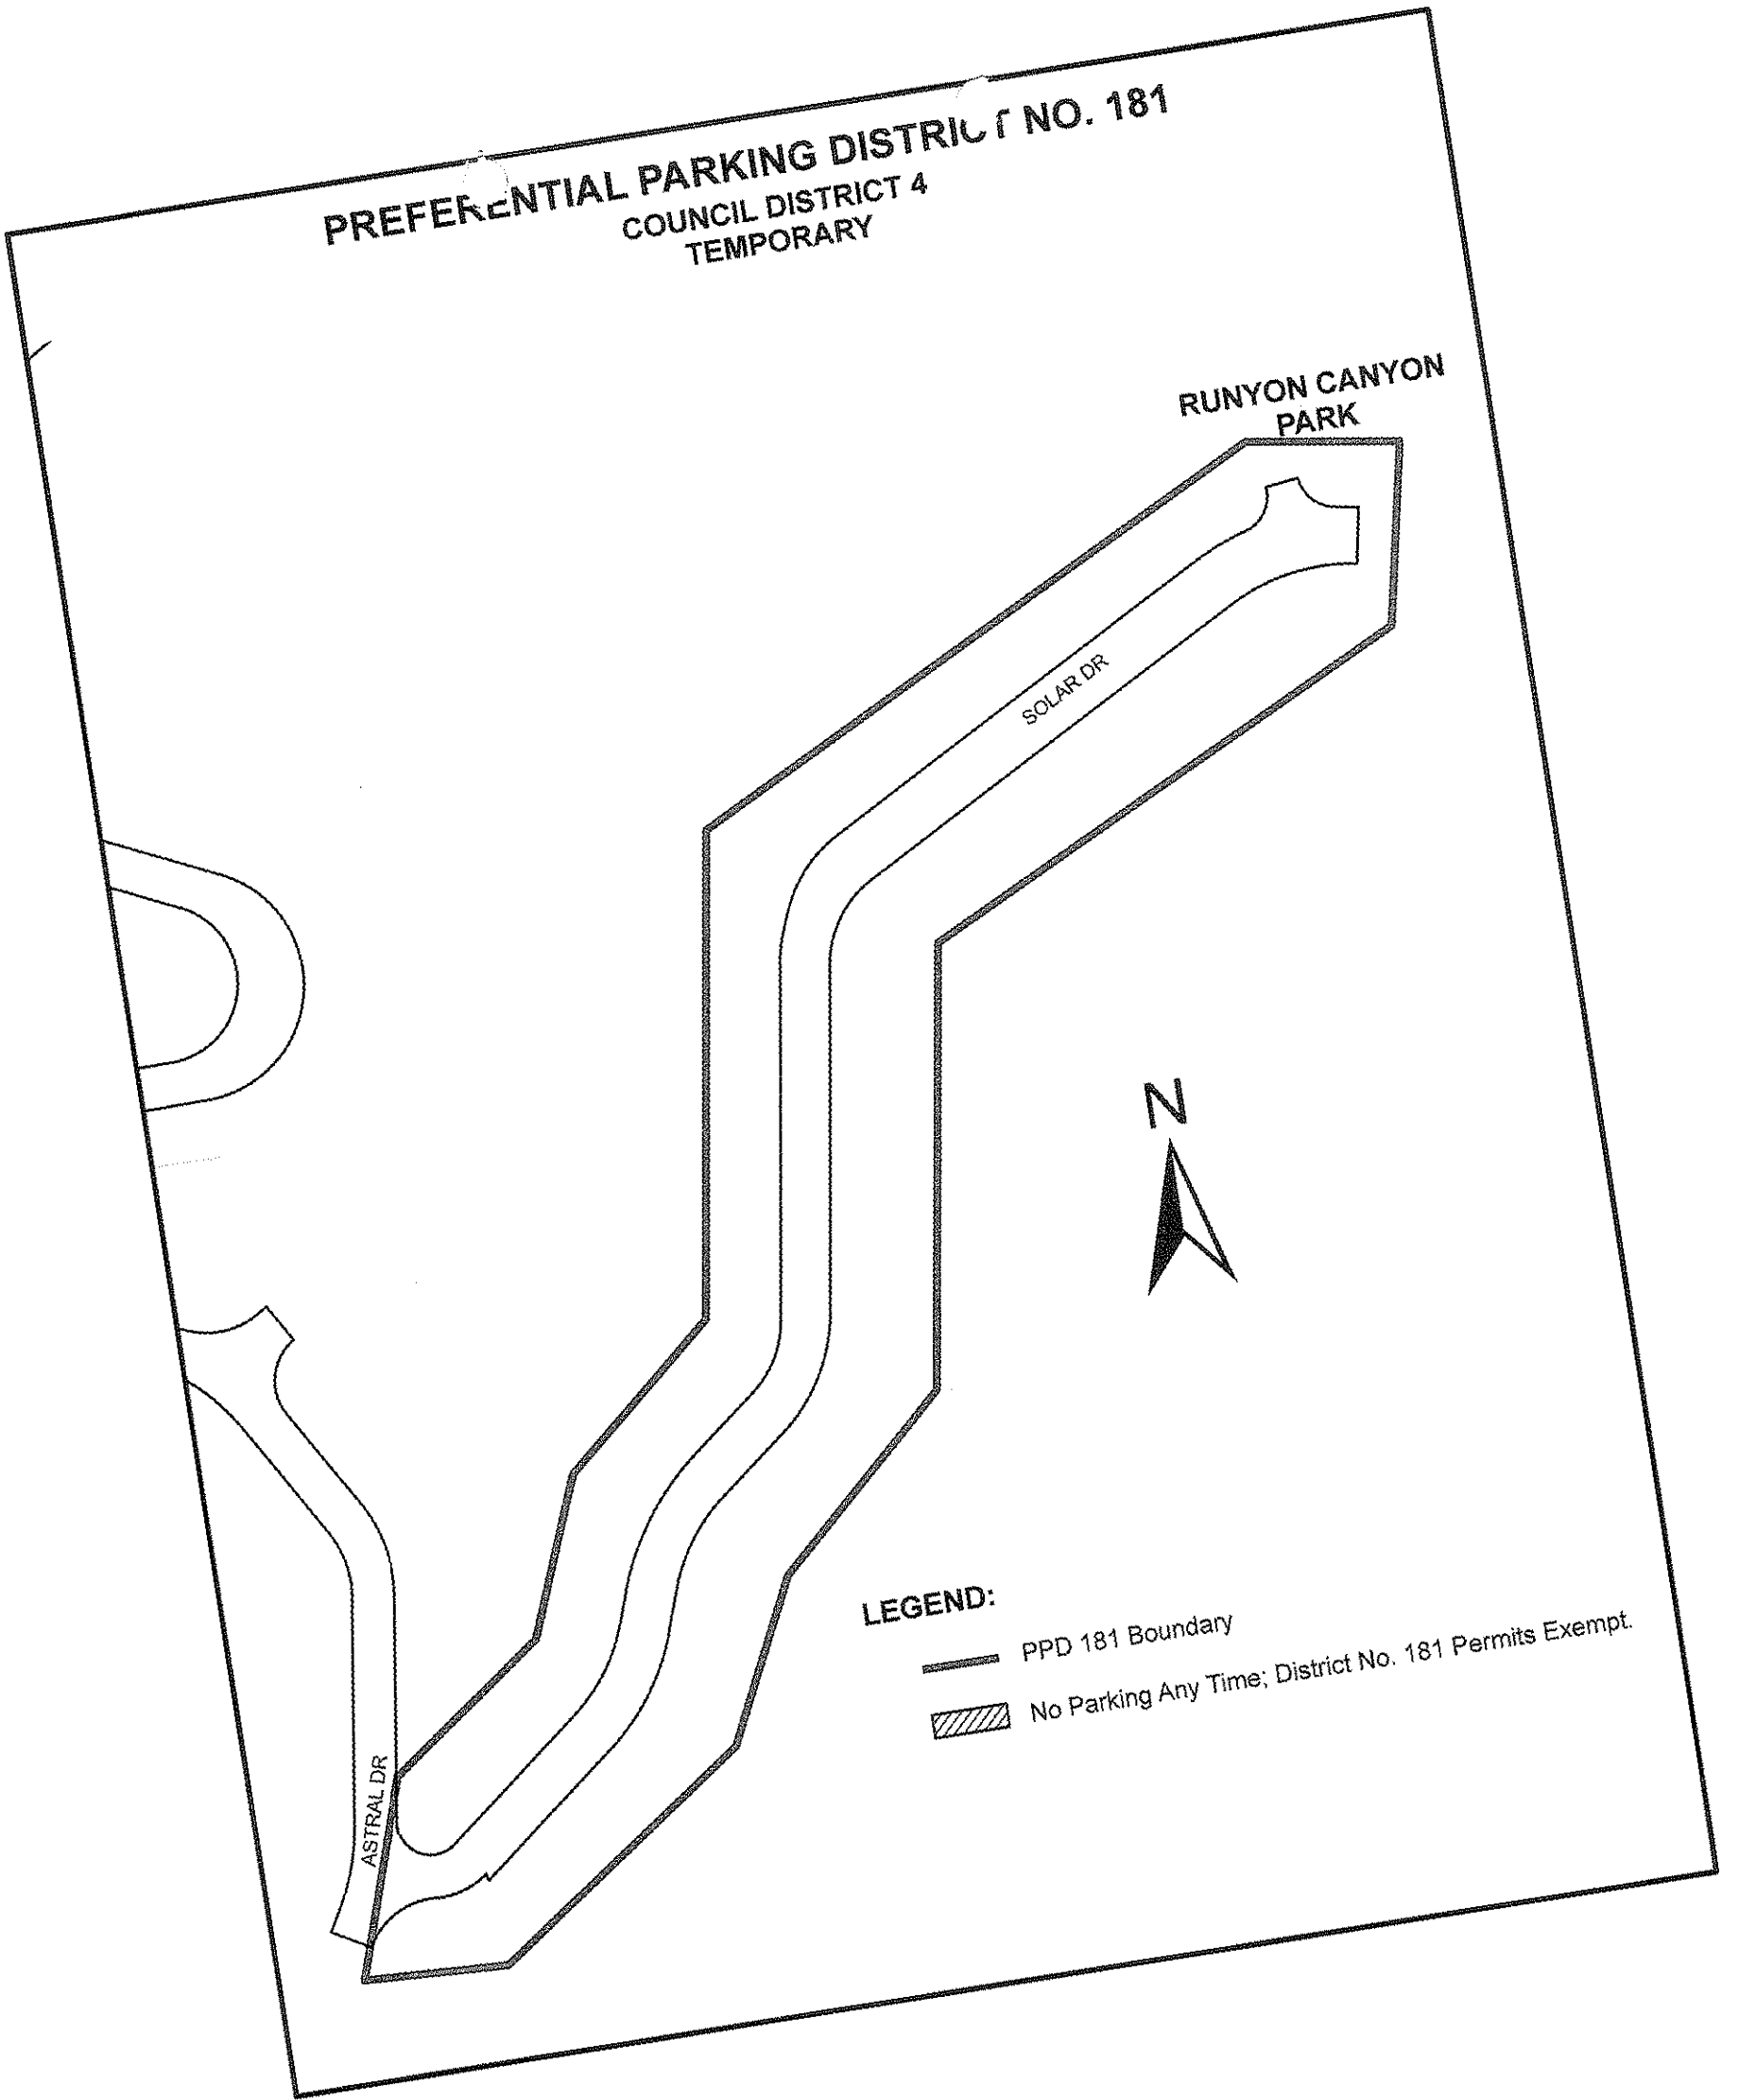 PREFERENTIAL PARKING DISTRICT NO. 181
COUNCIL DISTRICT 4
TEMPORARY
RUNYON CANYON
PARK
SOLAR DR
N
LEGEND:
PPD 181 Boundary
No Parking Any Time; District No. 181 Permits Exempt.
ASTRAL DR